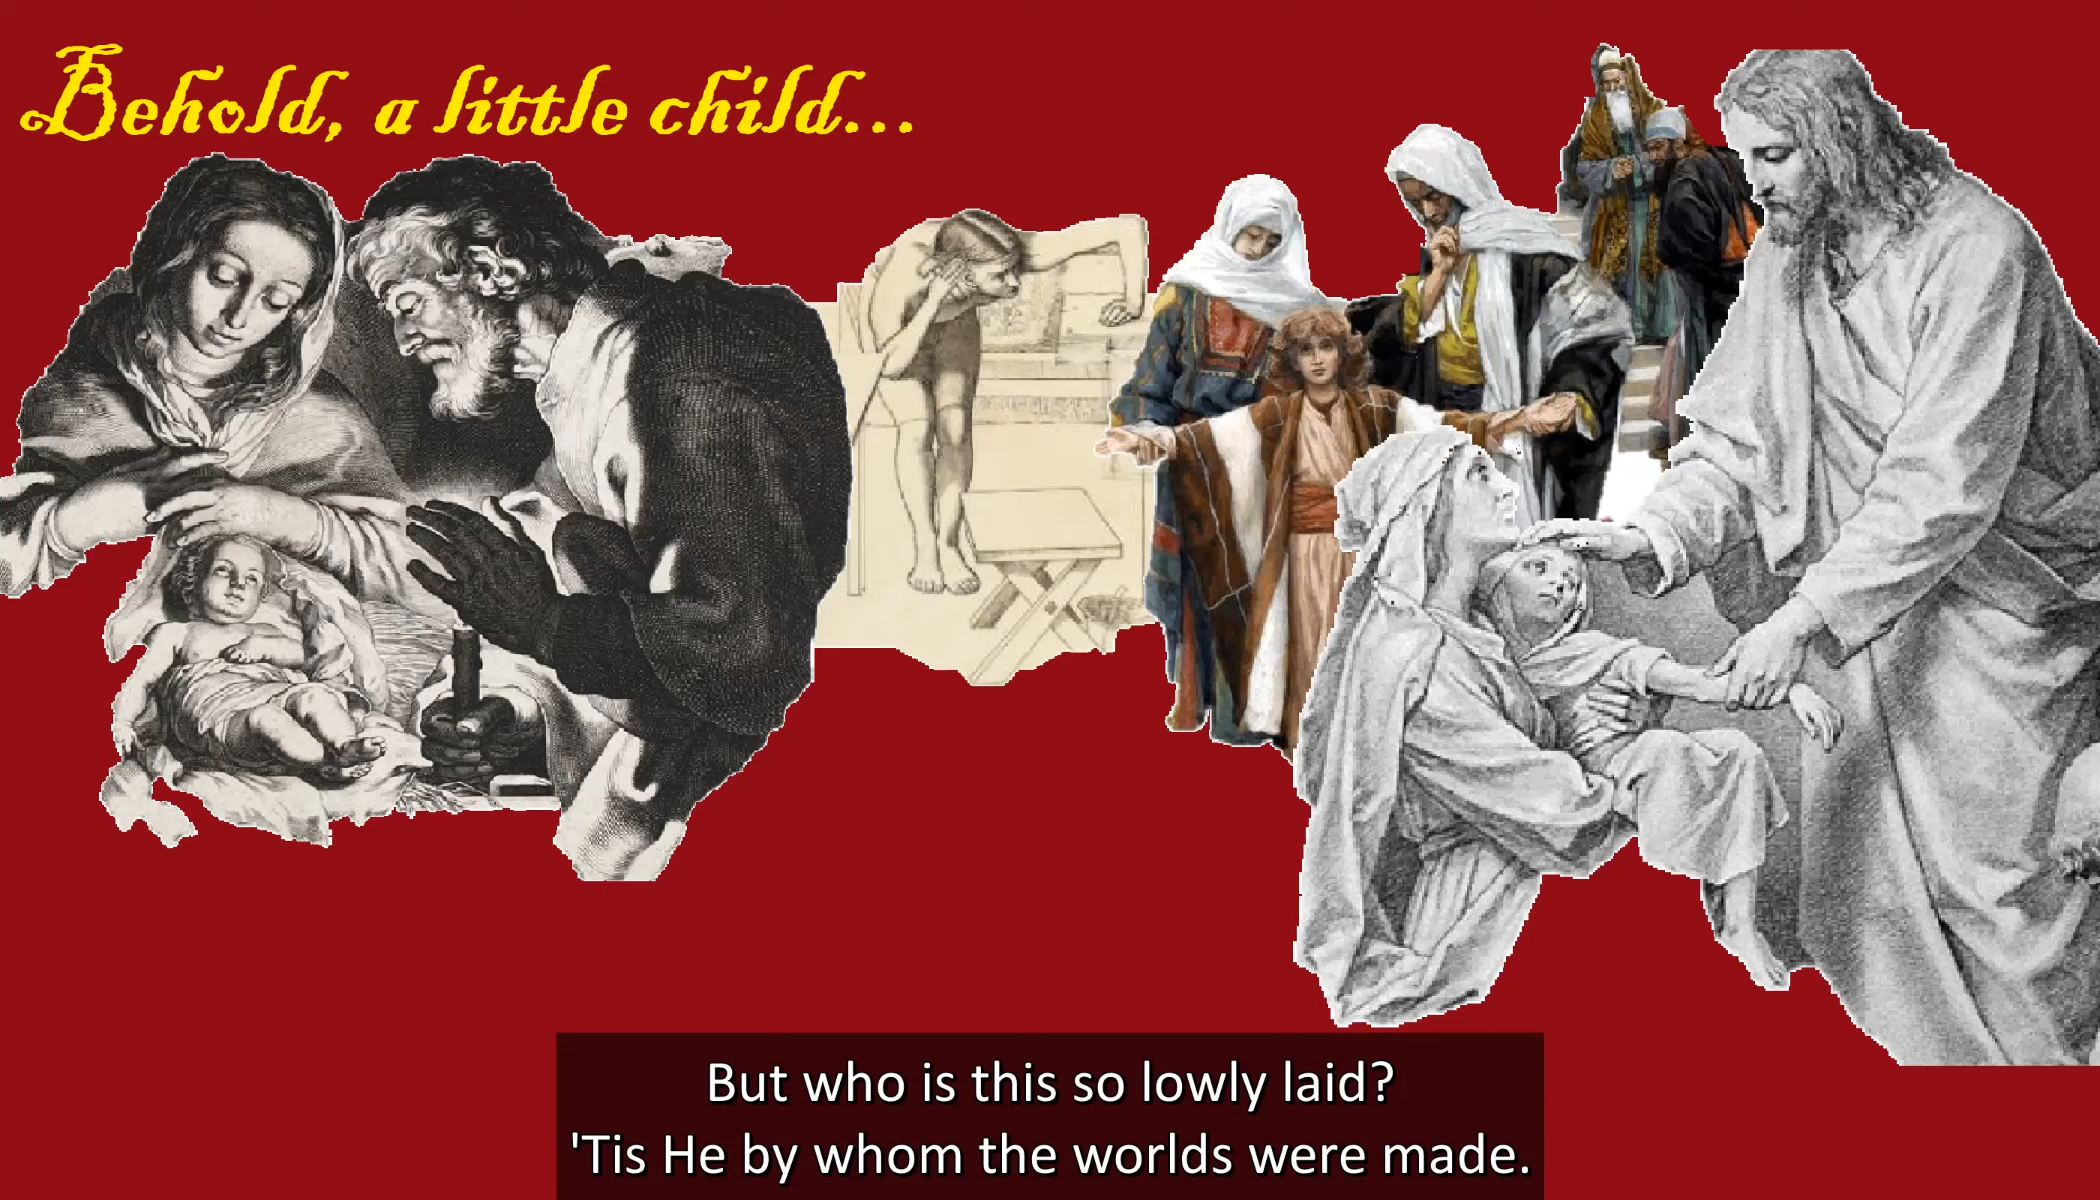 Behold, a little child...
But who is this so lowly laid?
'Tis He by whom the worlds were made.